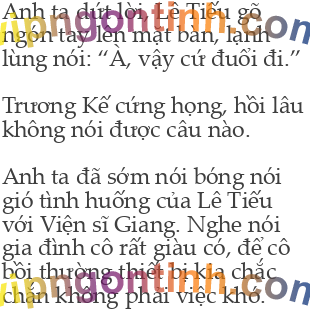 Anh ta dứt lời, Lê Tiếu gõ
ngón tay lên mặt bàn, lạnh
lùng nói: “À, vậy cứ đuổi đi.”
Trương Kế cứng họng, hồi lâu
không nói được câu nào.
Anh ta đã sớm nói bóng nói
gió tình huống của Lê Tiếu
với Viện sĩ Giang. Nghe nói
gia đình cô rất giàu có, để cô
bồi thường thiết bị kia chắc
chắn không phải việc khó.
vipngontinh.com
vipngontinh.com